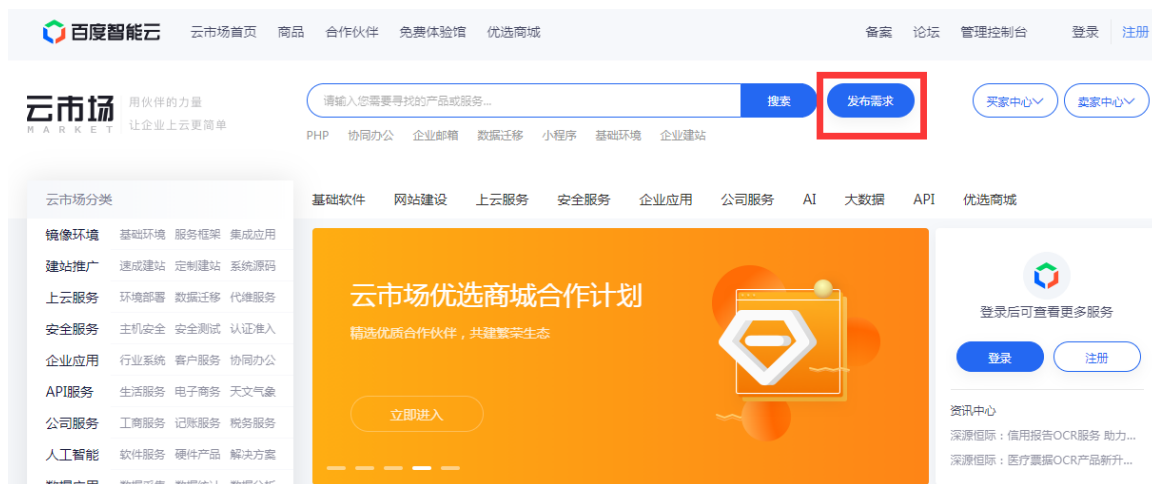 百度智能云 云市场首页 商品 合作伙伴 免费体验馆 优选商城 备案 论坛 管理控制台 登录 注册
云市场 用伙伴的力量
MARKET 让企业上云更简单
请输入您需要寻找的产品或服务... 搜索 发布需求 买家中心 卖家中心
PHP 协同办公 企业邮箱 数据迁移 小程序 基础环境 企业建站
云市场分类 基础软件 网站建设 上云服务 安全服务 企业应用 公司服务 AI 大数据 API 优选商城
镜像环境 基础环境 服务框架 集成应用
建站推广 速成建站 定制建站 系统源码
上云服务 环境部署 数据迁移 代维服务
安全服务 主机安全 安全测试 认证准入
企业应用 行业系统 客户服务 协同办公
API服务 生活服务 电子商务 天文气象
公司服务 工商服务 记账服务 税务服务
人工智能 软件服务 硬件产品 解决方案
数据应用 数据采集 数据统计 数据分析
云市场优选商城合作计划
精选优质合作伙伴，共建繁荣生态
立即进入
登录后可查看更多服务
登录 注册
资讯中心
深源恒际：信用报告OCR服务 助力...
深源恒际：医疗票据OCR产品新升...